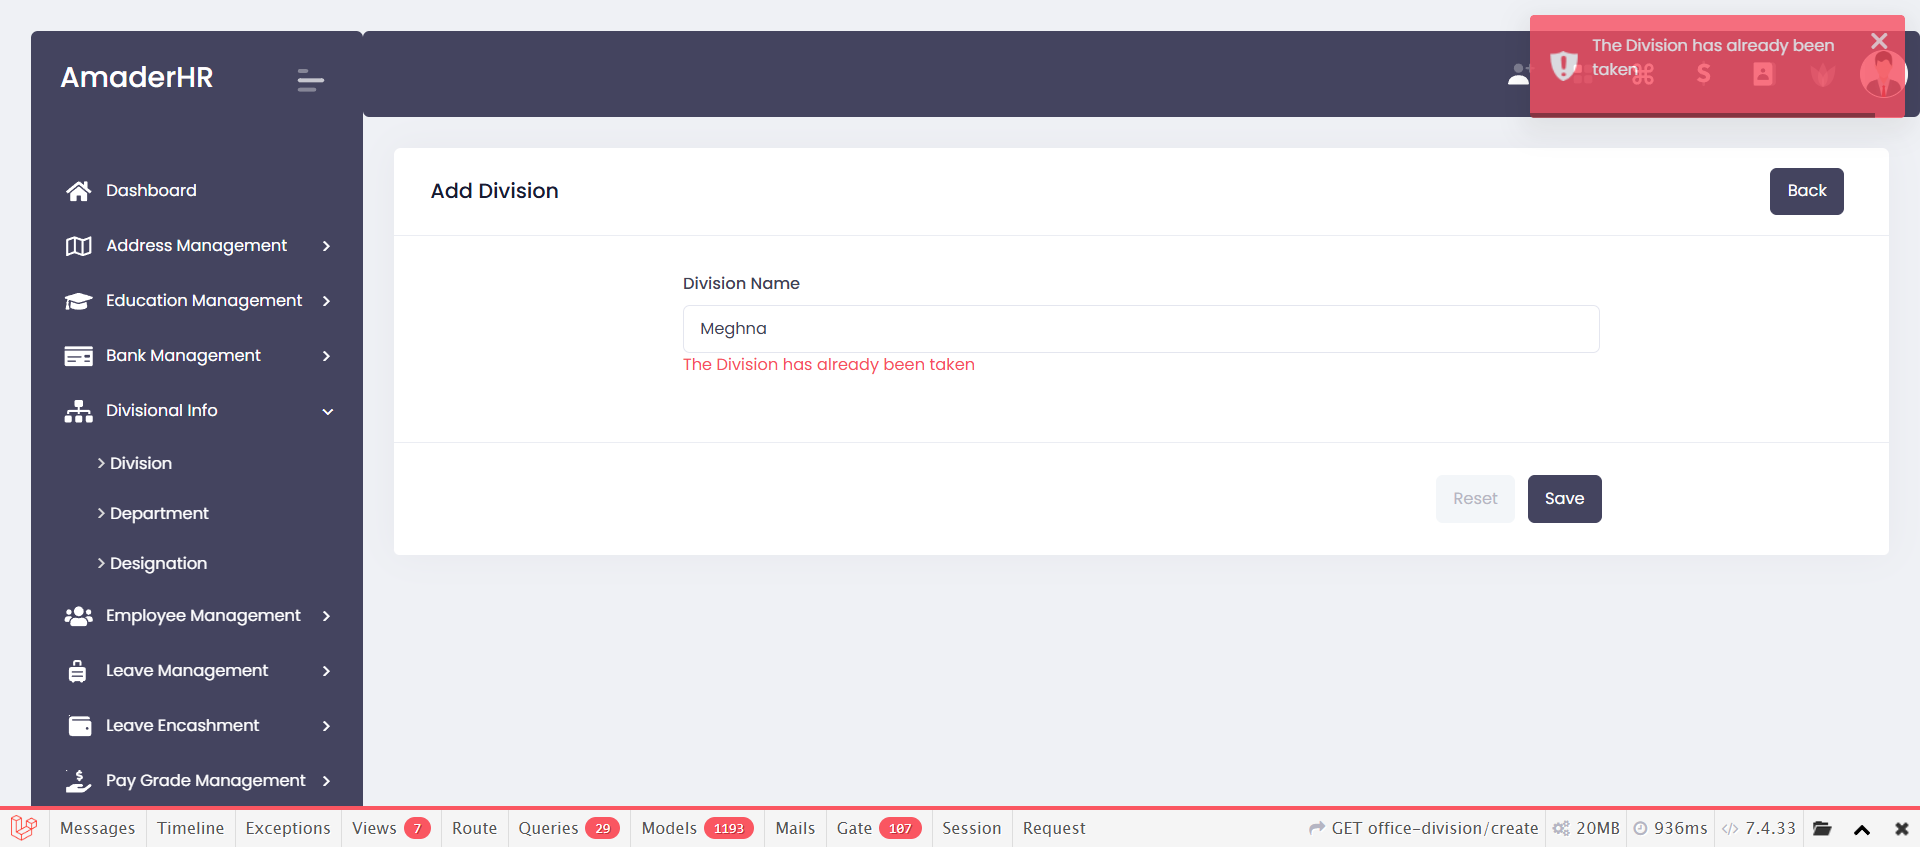 AmaderHR
The Division has already been
taken
Dashboard
Address Management
Education Management
Bank Management
Divisional Info
Division
Department
Designation
Employee Management
Leave Management
Leave Encashment
Pay Grade Management
Add Division
Back
Division Name
Meghna
The Division has already been taken
Reset
Save
Messages Timeline Exceptions Views 7 Route Queries 29 Models 1193 Mails Gate 107 Session Request GET office-division/create 20MB 936ms 7.4.33